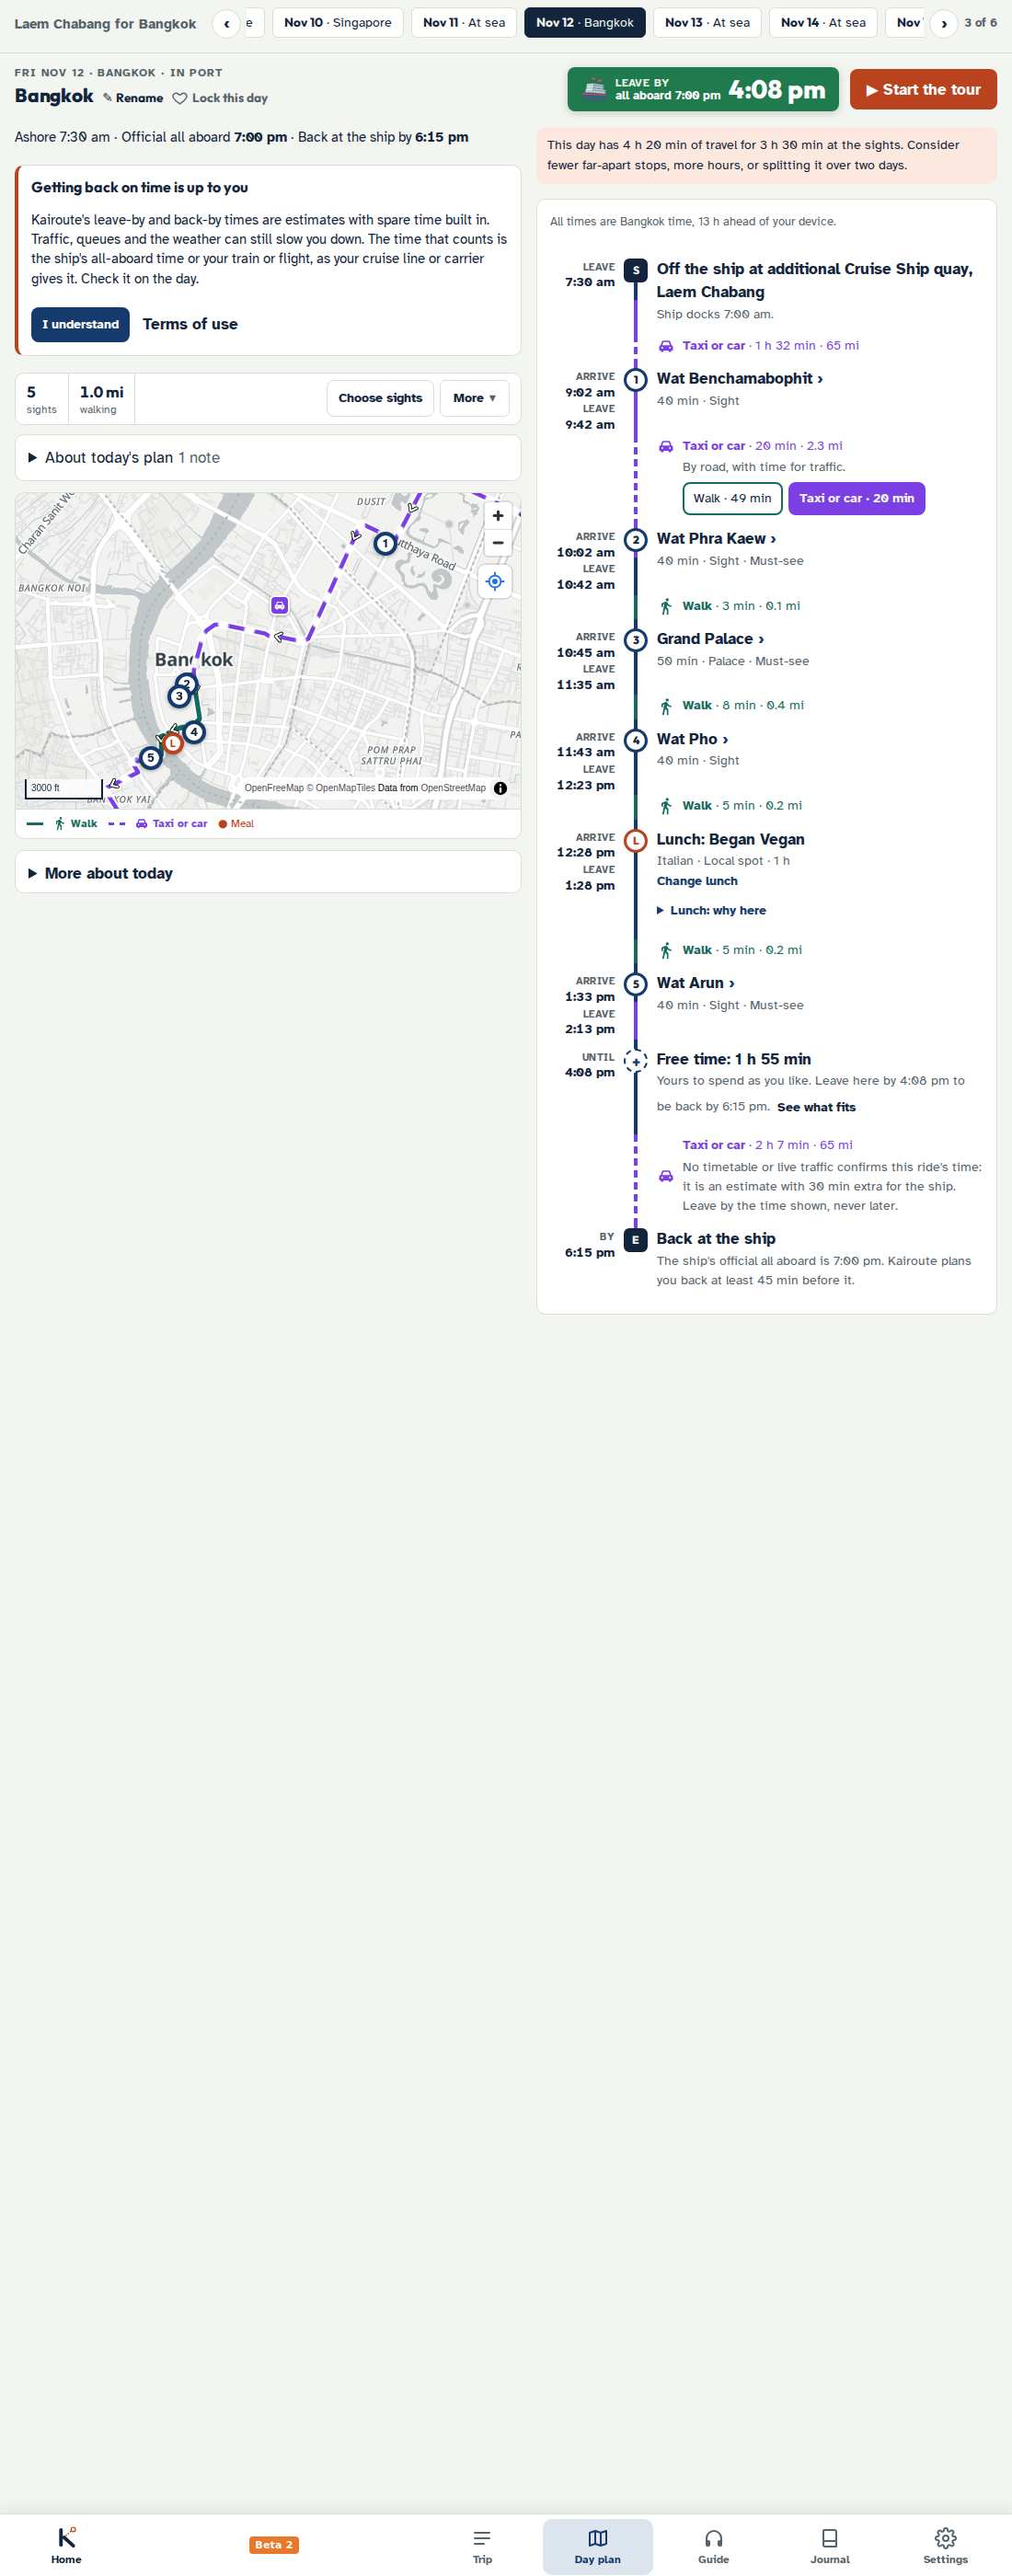 Laem Chabang for Bangkok
‹
e
Nov 10 · Singapore
Nov 11 · At sea
Nov 12 · Bangkok
Nov 13 · At sea
Nov 14 · At sea
Nov
›
3 of 6
FRI NOV 12 · BANGKOK · IN PORT
Bangkok ✎ Rename Lock this day
LEAVE BY
all aboard 7:00 pm
4:08 pm
▶ Start the tour
Ashore 7:30 am · Official all aboard 7:00 pm · Back at the ship by 6:15 pm
Getting back on time is up to you
Kairoute's leave-by and back-by times are estimates with spare time built in.
Traffic, queues and the weather can still slow you down. The time that counts is
the ship's all-aboard time or your train or flight, as your cruise line or carrier
gives it. Check it on the day.
I understand
Terms of use
5
sights
1.0 mi
walking
Choose sights
More ▼
▶ About today's plan 1 note
Charan Sanit Wo
DUSIT
utthaya Road
BANGKOK NOI
Bangkok
1
2
3
4
L
5
POM PRAP
SATTRU PHAI
PA
R
BANGKOK YAI
+
−
3000 ft
OpenFreeMap © OpenMapTiles Data from OpenStreetMap
Walk
Taxi or car
Meal
▶ More about today
This day has 4 h 20 min of travel for 3 h 30 min at the sights. Consider
fewer far-apart stops, more hours, or splitting it over two days.
All times are Bangkok time, 13 h ahead of your device.
LEAVE
7:30 am
S
Off the ship at additional Cruise Ship quay,
Laem Chabang
Ship docks 7:00 am.
Taxi or car · 1 h 32 min · 65 mi
ARRIVE
9:02 am
LEAVE
9:42 am
1
Wat Benchamabophit ›
40 min · Sight
Taxi or car · 20 min · 2.3 mi
By road, with time for traffic.
Walk · 49 min
Taxi or car · 20 min
ARRIVE
10:02 am
LEAVE
10:42 am
2
Wat Phra Kaew ›
40 min · Sight · Must-see
Walk · 3 min · 0.1 mi
ARRIVE
10:45 am
LEAVE
11:35 am
3
Grand Palace ›
50 min · Palace · Must-see
Walk · 8 min · 0.4 mi
ARRIVE
11:43 am
LEAVE
12:23 pm
4
Wat Pho ›
40 min · Sight
Walk · 5 min · 0.2 mi
ARRIVE
12:28 pm
LEAVE
1:28 pm
L
Lunch: Began Vegan
Italian · Local spot · 1 h
Change lunch
▶ Lunch: why here
Walk · 5 min · 0.2 mi
ARRIVE
1:33 pm
LEAVE
2:13 pm
5
Wat Arun ›
40 min · Sight · Must-see
UNTIL
4:08 pm
+
Free time: 1 h 55 min
Yours to spend as you like. Leave here by 4:08 pm to
be back by 6:15 pm. See what fits
Taxi or car · 2 h 7 min · 65 mi
No timetable or live traffic confirms this ride's time:
it is an estimate with 30 min extra for the ship.
Leave by the time shown, never later.
BY
6:15 pm
E
Back at the ship
The ship's official all aboard is 7:00 pm. Kairoute plans
you back at least 45 min before it.
Home
Beta 2
Trip
Day plan
Guide
Journal
Settings